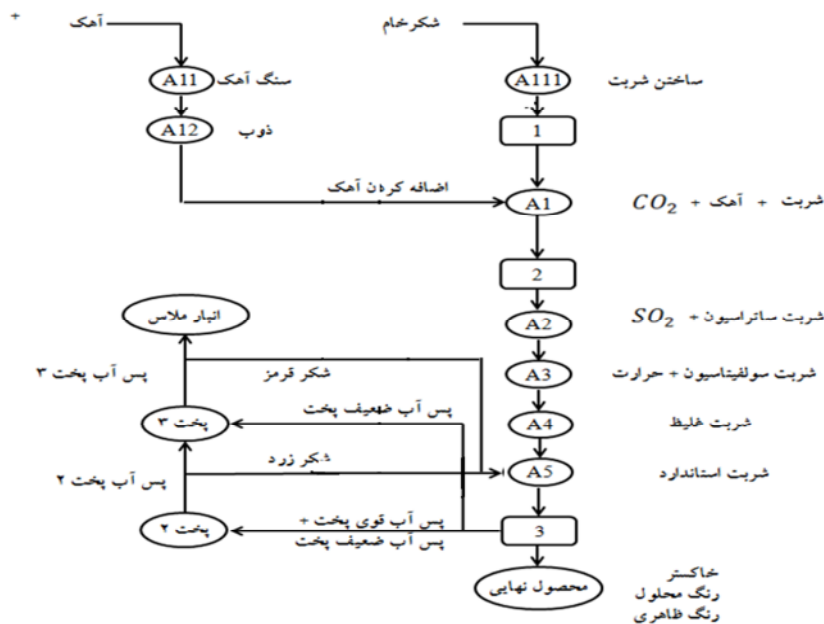 +
آهک
شکرخام
A11
سنگ آهک
A111
ساختن شربت
A12
ذوب
1
اضافه کردن آهک
A1
شربت + آهک + CO₂
2
انبار ملاس
A2
شربت ساتراسیون + SO₂
پس آب پخت ۳
شکر قرمز
A3
شربت سولفیتاسیون + حرارت
پخت ۳
پس آب ضعیف پخت
A4
شربت غلیظ
پس آب پخت ۲
شکر زرد
A5
شربت استاندارد
پخت ۲
پس آب قوی پخت +
پس آب ضعیف پخت
3
محصول نهایی
خاکستر
رنگ محلول
رنگ ظاهری